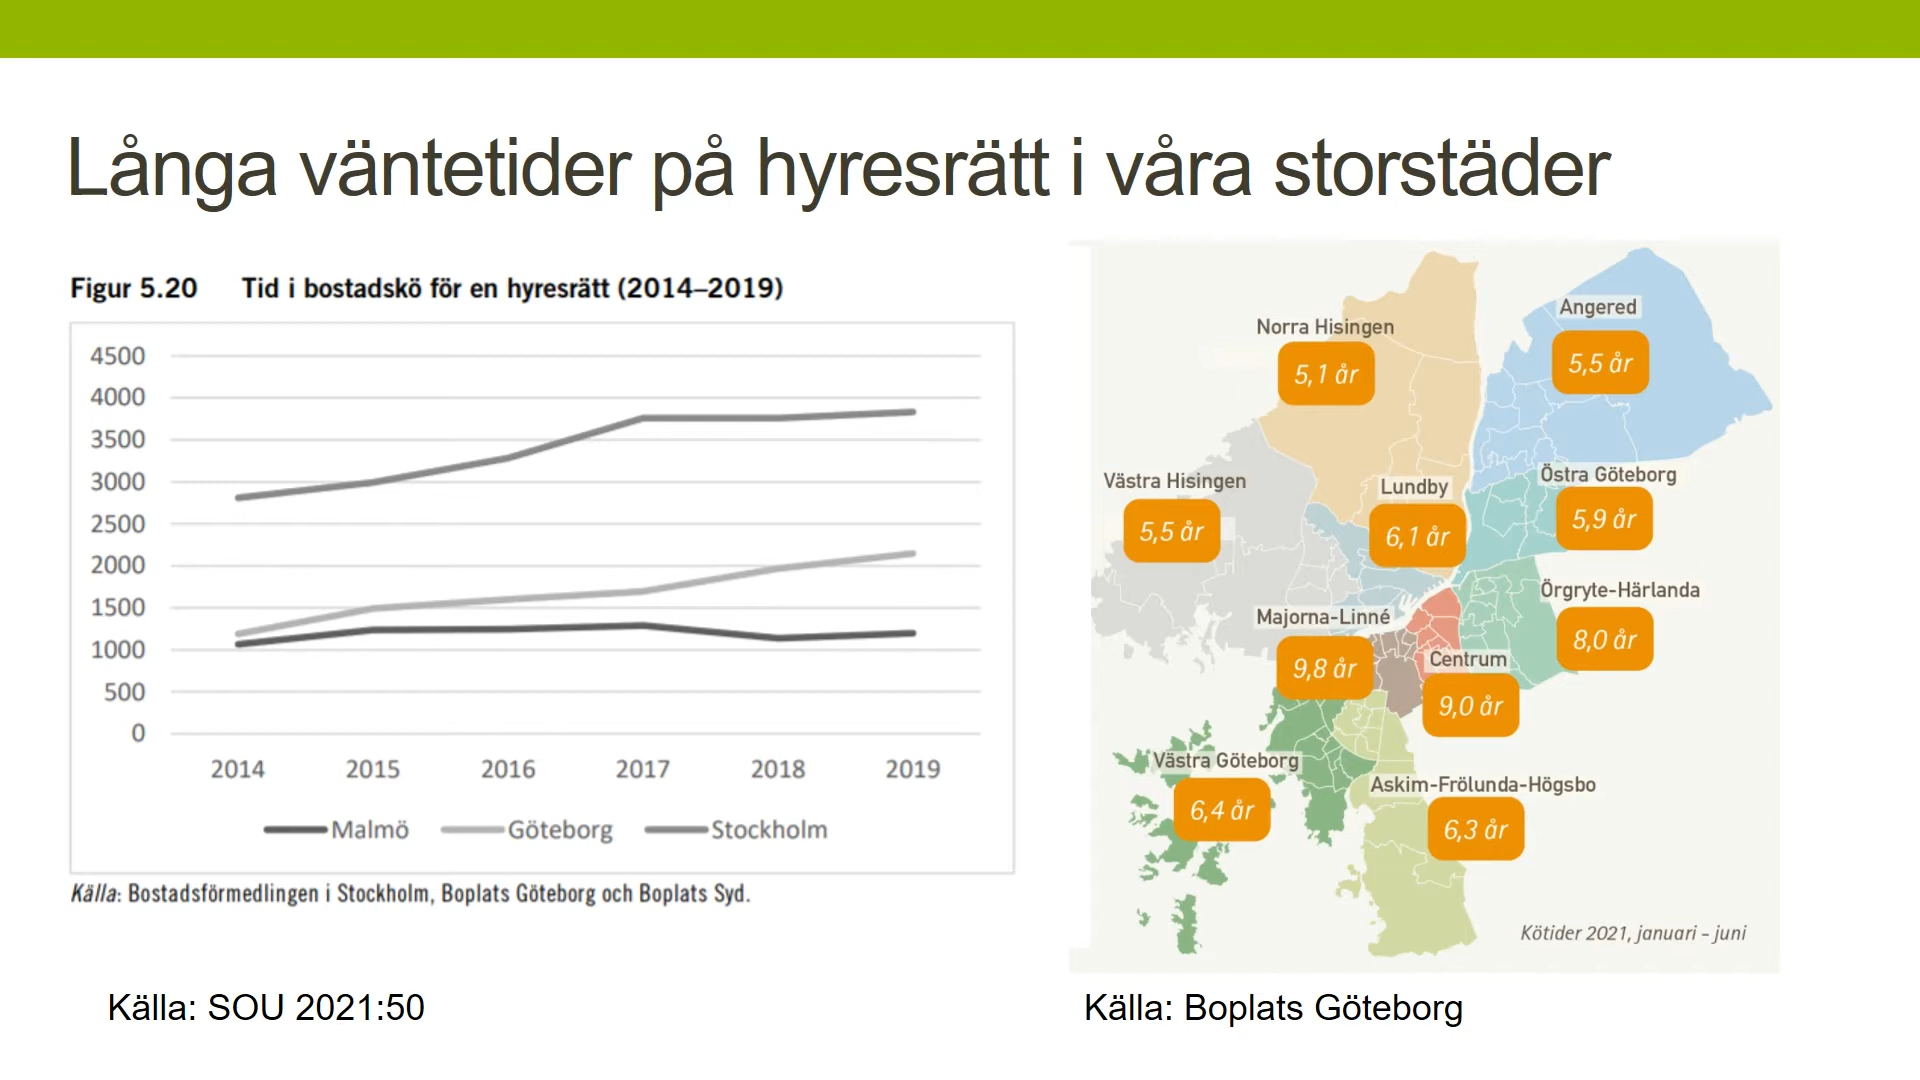 Långa väntetider på hyresrätt i våra storstäder
Figur 5.20 Tid i bostadskö för en hyresrätt (2014–2019)
4500
4000
3500
3000
2500
2000
1500
1000
500
0
2014 2015 2016 2017 2018 2019
Malmö Göteborg Stockholm
Källa: Bostadsförmedlingen i Stockholm, Boplats Göteborg och Boplats Syd.
Källa: SOU 2021:50
Angered
5,5 år
Norra Hisingen
5,1 år
Västra Hisingen
5,5 år
Lundby
6,1 år
Östra Göteborg
5,9 år
Örgryte-Härlanda
8,0 år
Majorna-Linné
9,8 år
Centrum
9,0 år
Västra Göteborg
6,4 år
Askim-Frölunda-Högsbo
6,3 år
Kötider 2021, januari – juni
Källa: Boplats Göteborg